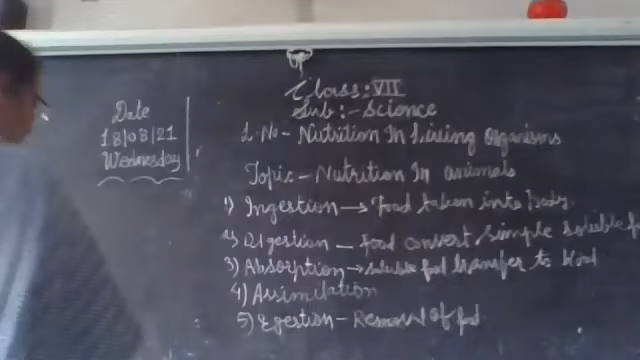 Class: VII
Sub:- Science
Date
18/08/21
Wednesday
L.No- Nutrition In Living Organisms
Topic - Nutrition In animals
1) Ingestion → Food taken into body.
2) Digestion - Food convert simple soluble
3) Absorption → soluble food transfer to blood
4) Assimilation
5) Egestion - Removal of